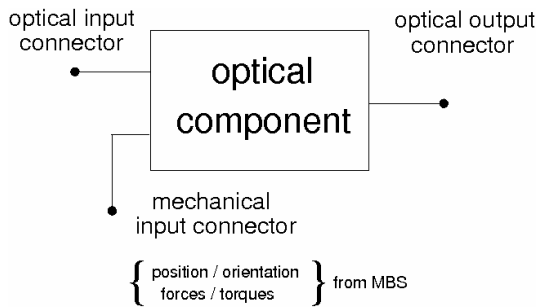 optical input
connector
optical output
connector
optical
component
mechanical
input connector
{ position / orientation
forces / torques } from MBS